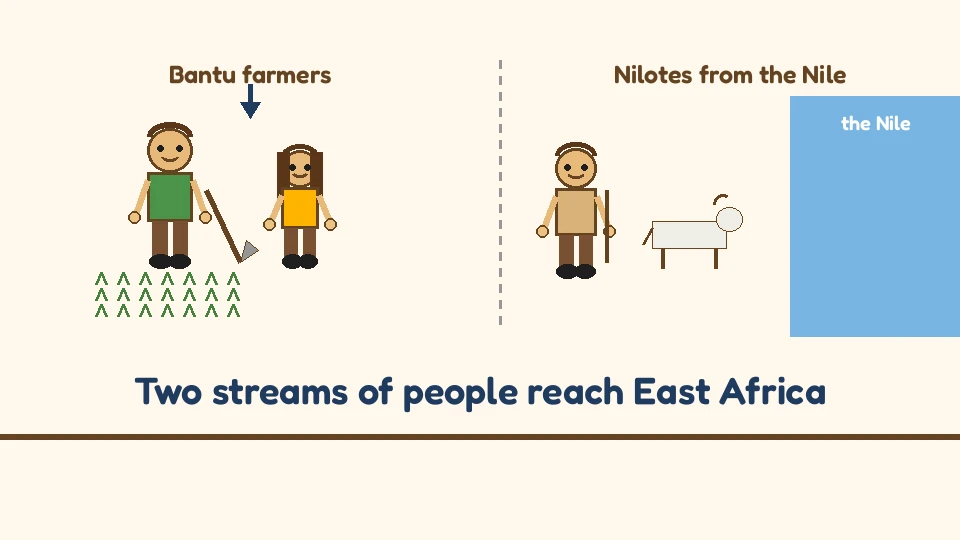 Bantu farmers
Nilotes from the Nile
the Nile
Two streams of people reach East Africa